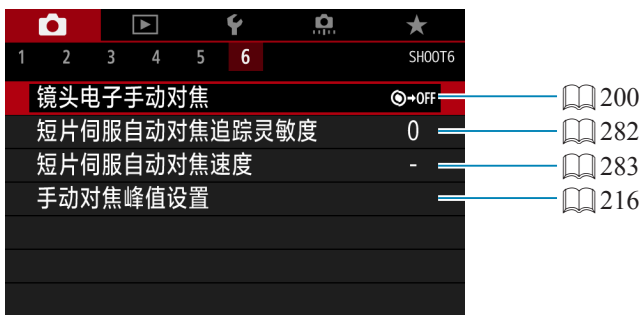 1 2 3 4 5 6 SHOOT6
镜头电子手动对焦 →OFF 200
短片伺服自动对焦追踪灵敏度 0 282
短片伺服自动对焦速度 - 283
手动对焦峰值设置 216